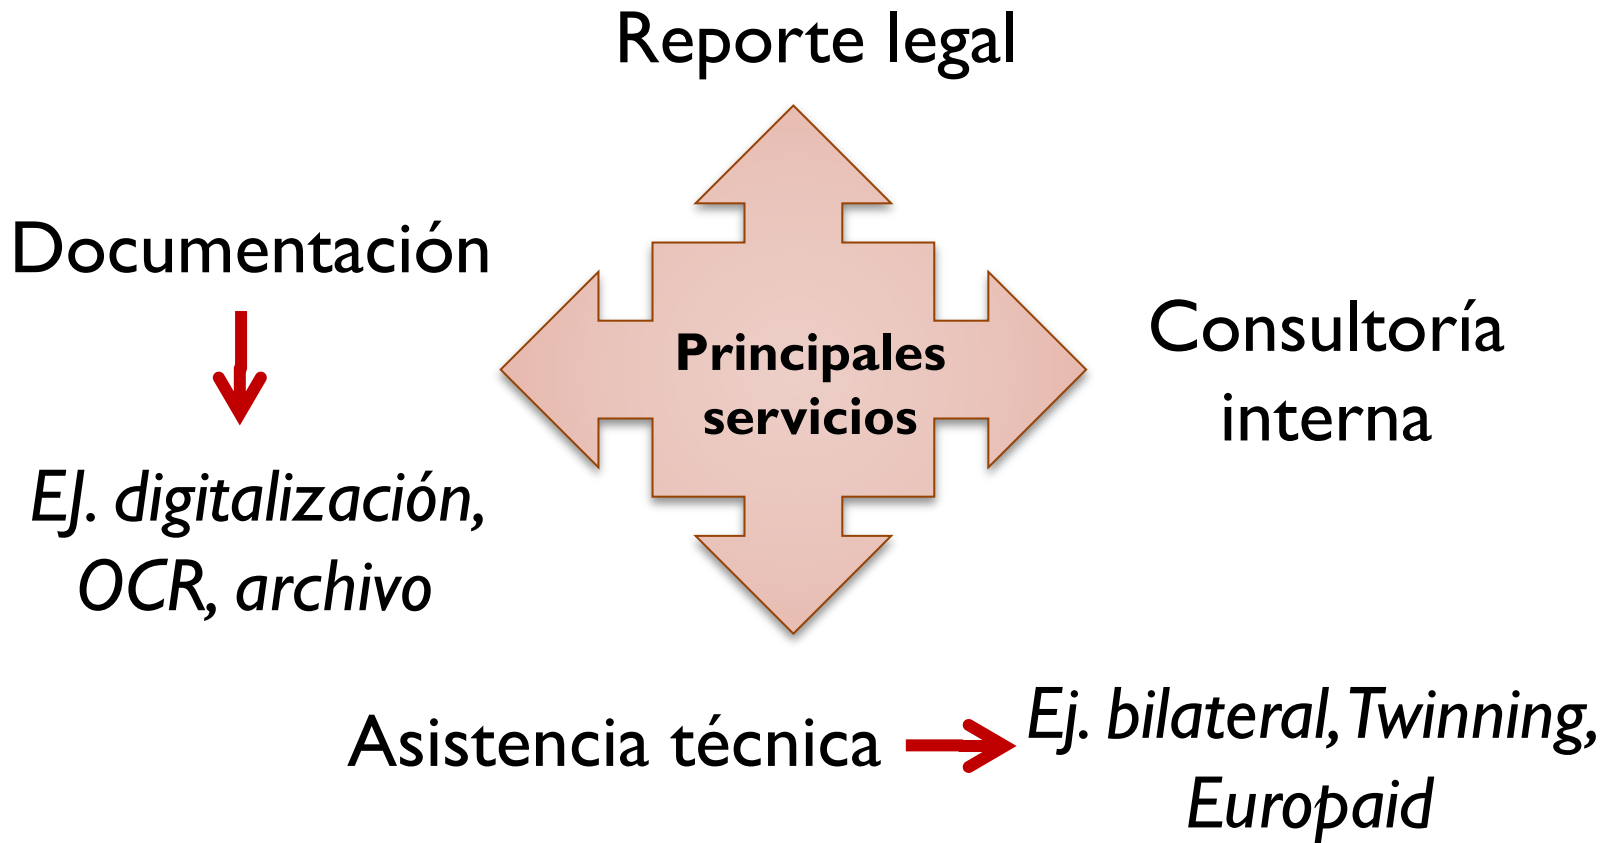 Reporte legal
Documentación
EJ. digitalización,
OCR, archivo
Principales
servicios
Consultoría
interna
Asistencia técnica
Ej. bilateral, Twinning,
Europaid